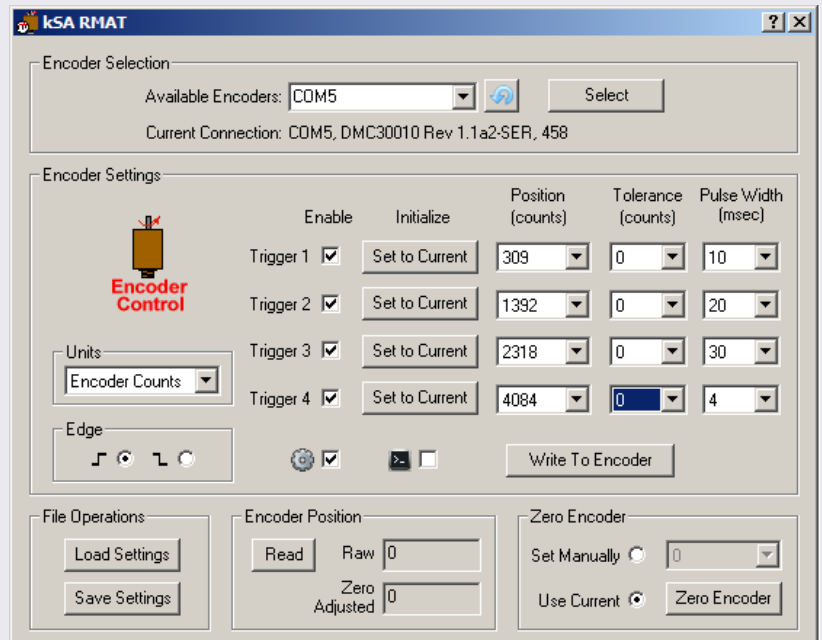 kSA RMAT
Encoder Selection
Available Encoders: COM5 Select
Current Connection: COM5, DMC30010 Rev 1.1a2-SER, 458
Encoder Settings
Position Tolerance Pulse Width
Enable Initialize (counts) (counts) (msec)
Trigger 1 Set to Current 309 0 10
Encoder
Control
Trigger 2 Set to Current 1392 0 20
Units
Trigger 3 Set to Current 2318 0 30
Encoder Counts
Trigger 4 Set to Current 4084 0 4
Edge
Write To Encoder
File Operations
Load Settings
Save Settings
Encoder Position
Read Raw 0
Zero
Adjusted 0
Zero Encoder
Set Manually 0
Use Current Zero Encoder